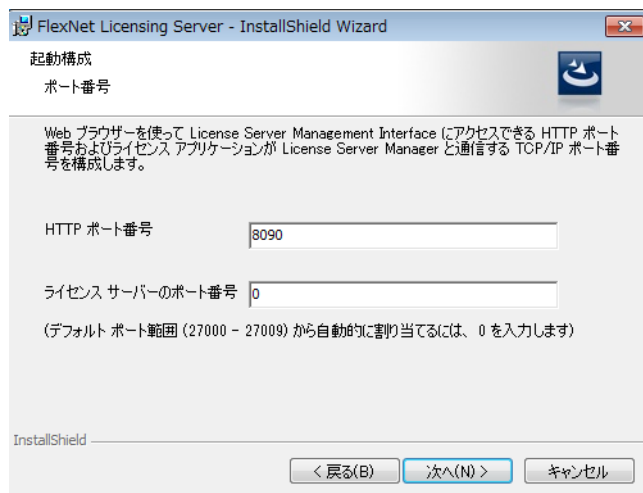 FlexNet Licensing Server - InstallShield Wizard
起動構成
ポート番号
Web ブラウザーを使って License Server Management Interface にアクセスできる HTTP ポート
番号およびライセンス アプリケーションが License Server Manager と通信する TCP/IP ポート番
号を構成します。
HTTP ポート番号
8090
ライセンス サーバーのポート番号
0
(デフォルト ポート範囲 (27000 - 27009) から自動的に割り当てるには、0 を入力します)
InstallShield
< 戻る(B)
次へ(N) >
キャンセル